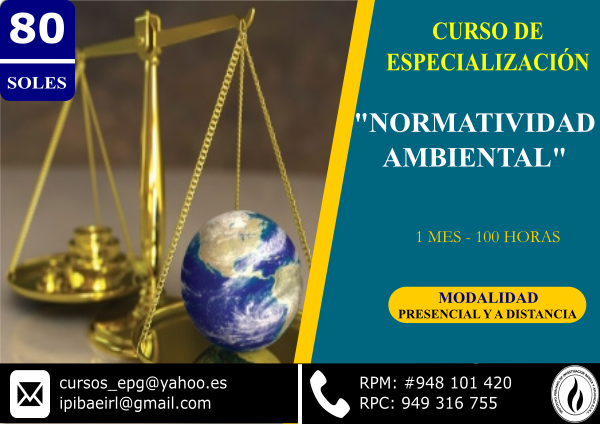 80
SOLES
CURSO DE
ESPECIALIZACIÓN
"NORMATIVIDAD
AMBIENTAL"
1 MES - 100 HORAS
MODALIDAD
PRESENCIAL Y A DISTANCIA
cursos_epg@yahoo.es
ipibaeirl@gmail.com
RPM: #948 101 420
RPC: 949 316 755